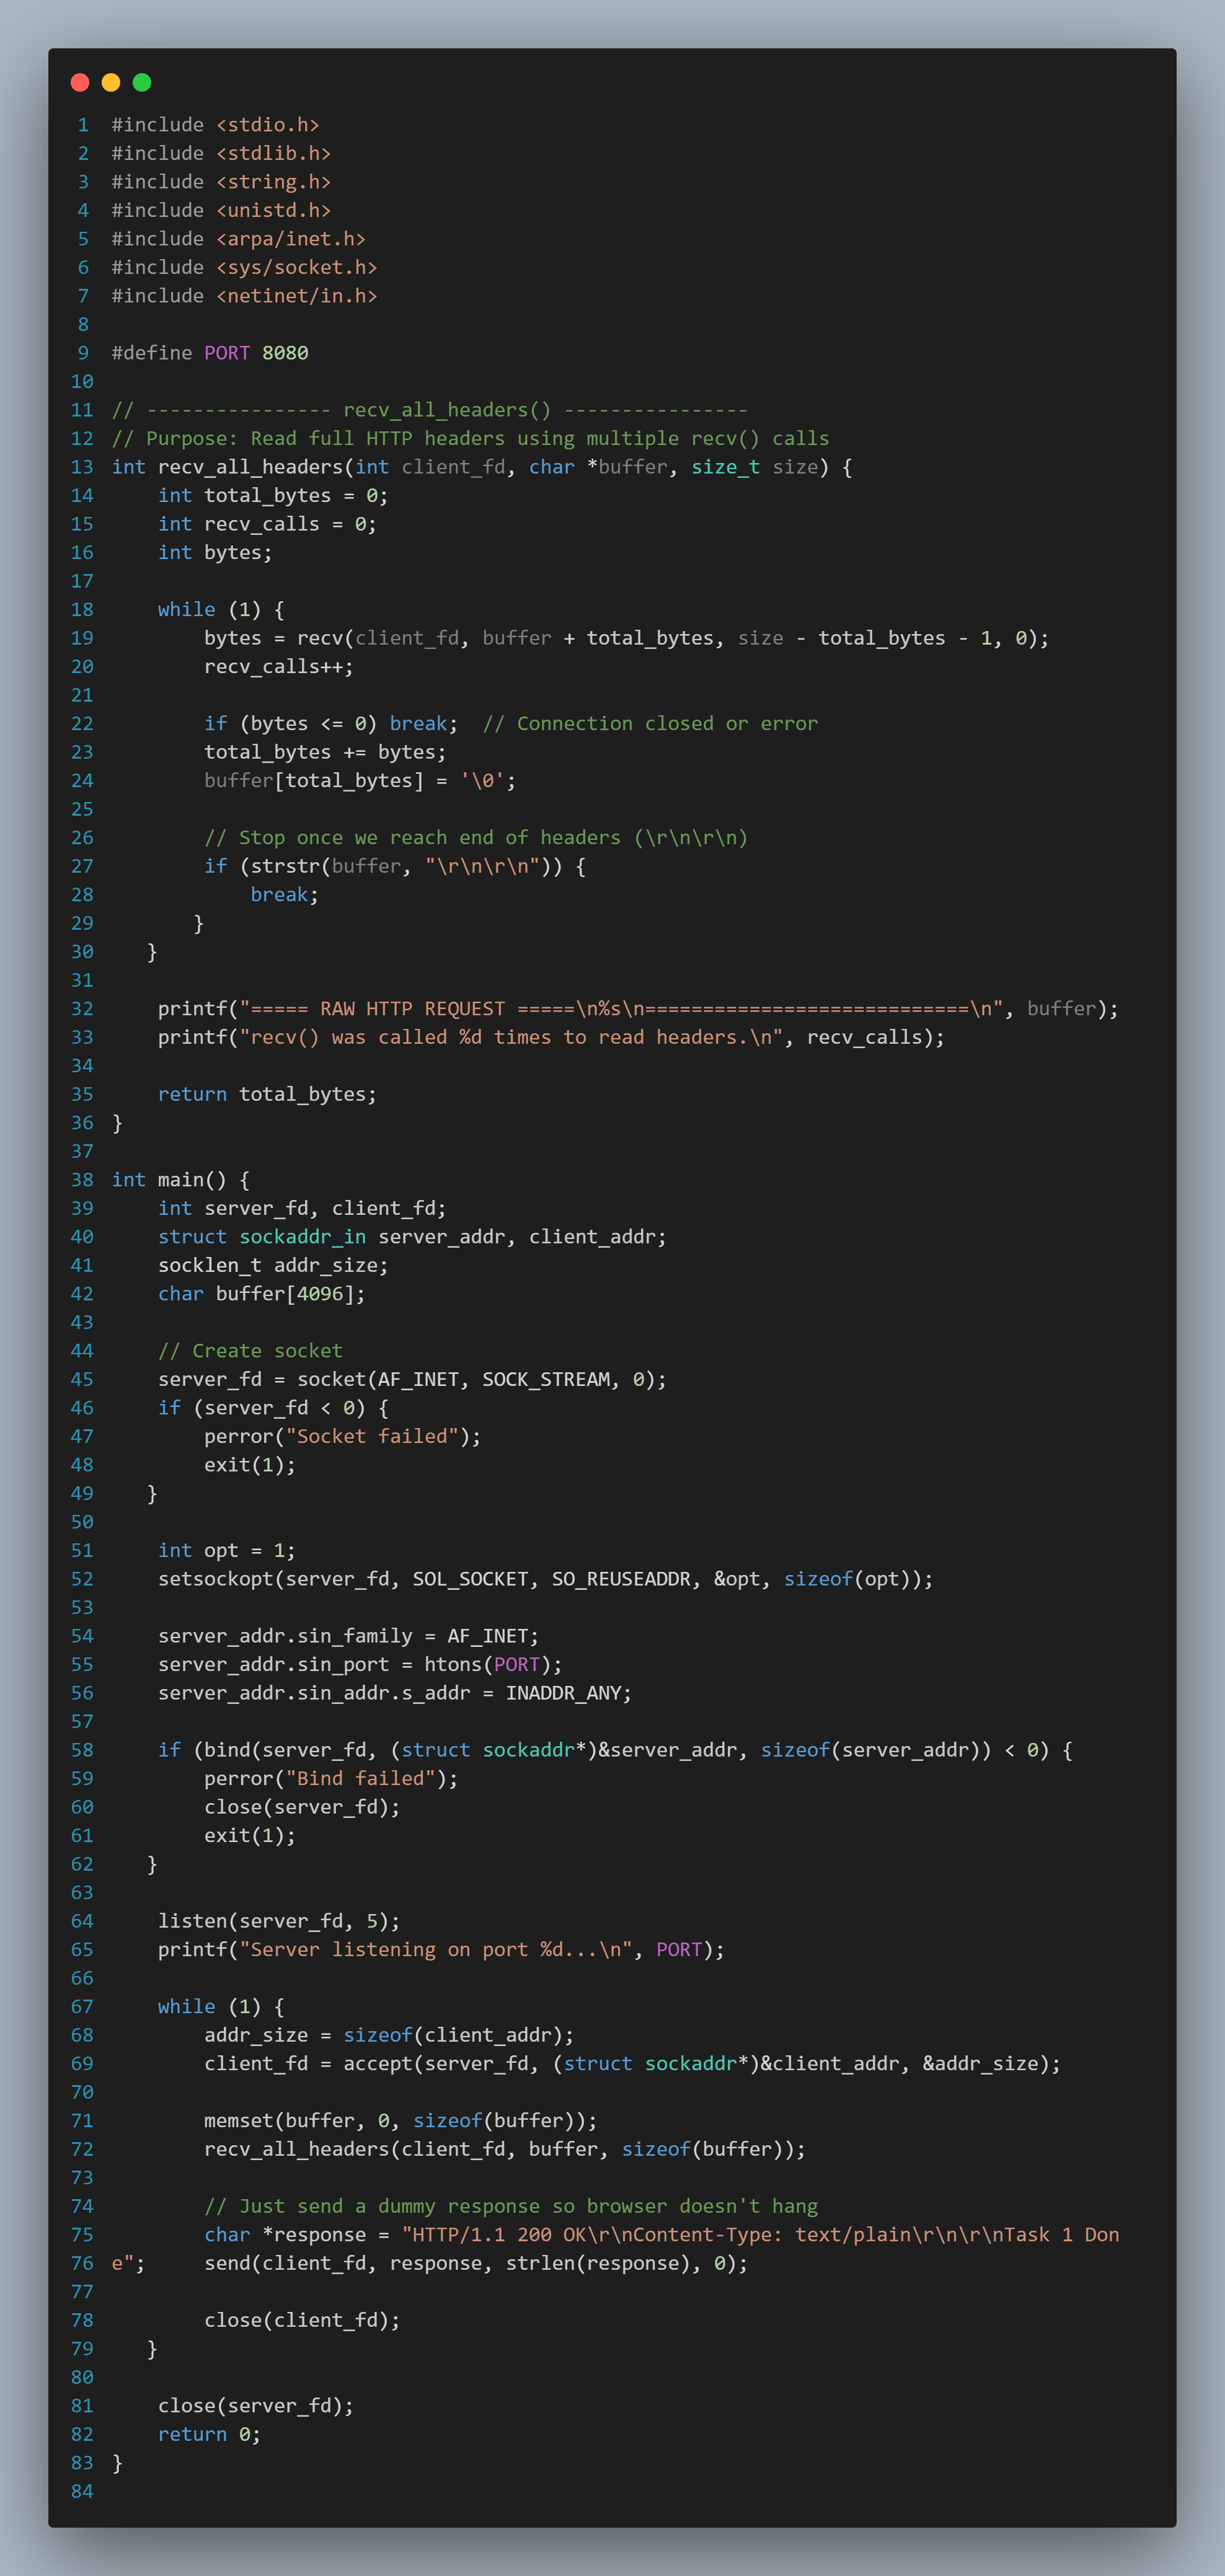 1 #include <stdio.h>
2 #include <stdlib.h>
3 #include <string.h>
4 #include <unistd.h>
5 #include <arpa/inet.h>
6 #include <sys/socket.h>
7 #include <netinet/in.h>
8
9 #define PORT 8080
10
11 // ---------------- recv_all_headers() ----------------
12 // Purpose: Read full HTTP headers using multiple recv() calls
13 int recv_all_headers(int client_fd, char *buffer, size_t size) {
14     int total_bytes = 0;
15     int recv_calls = 0;
16     int bytes;
17
18     while (1) {
19         bytes = recv(client_fd, buffer + total_bytes, size - total_bytes - 1, 0);
20         recv_calls++;
21
22         if (bytes <= 0) break;  // Connection closed or error
23         total_bytes += bytes;
24         buffer[total_bytes] = '\0';
25
26         // Stop once we reach end of headers (\r\n\r\n)
27         if (strstr(buffer, "\r\n\r\n")) {
28             break;
29        }
30    }
31
32     printf("===== RAW HTTP REQUEST =====\n%s\n============================\n", buffer);
33     printf("recv() was called %d times to read headers.\n", recv_calls);
34
35     return total_bytes;
36 }
37
38 int main() {
39     int server_fd, client_fd;
40     struct sockaddr_in server_addr, client_addr;
41     socklen_t addr_size;
42     char buffer[4096];
43
44     // Create socket
45     server_fd = socket(AF_INET, SOCK_STREAM, 0);
46     if (server_fd < 0) {
47         perror("Socket failed");
48         exit(1);
49    }
50
51     int opt = 1;
52     setsockopt(server_fd, SOL_SOCKET, SO_REUSEADDR, &opt, sizeof(opt));
53
54     server_addr.sin_family = AF_INET;
55     server_addr.sin_port = htons(PORT);
56     server_addr.sin_addr.s_addr = INADDR_ANY;
57
58     if (bind(server_fd, (struct sockaddr*)&server_addr, sizeof(server_addr)) < 0) {
59         perror("Bind failed");
60         close(server_fd);
61         exit(1);
62    }
63
64     listen(server_fd, 5);
65     printf("Server listening on port %d...\n", PORT);
66
67     while (1) {
68         addr_size = sizeof(client_addr);
69         client_fd = accept(server_fd, (struct sockaddr*)&client_addr, &addr_size);
70
71         memset(buffer, 0, sizeof(buffer));
72         recv_all_headers(client_fd, buffer, sizeof(buffer));
73
74         // Just send a dummy response so browser doesn't hang
75         char *response = "HTTP/1.1 200 OK\r\nContent-Type: text/plain\r\n\r\nTask 1 Don
76 e";     send(client_fd, response, strlen(response), 0);
77
78         close(client_fd);
79    }
80
81     close(server_fd);
82     return 0;
83 }
84